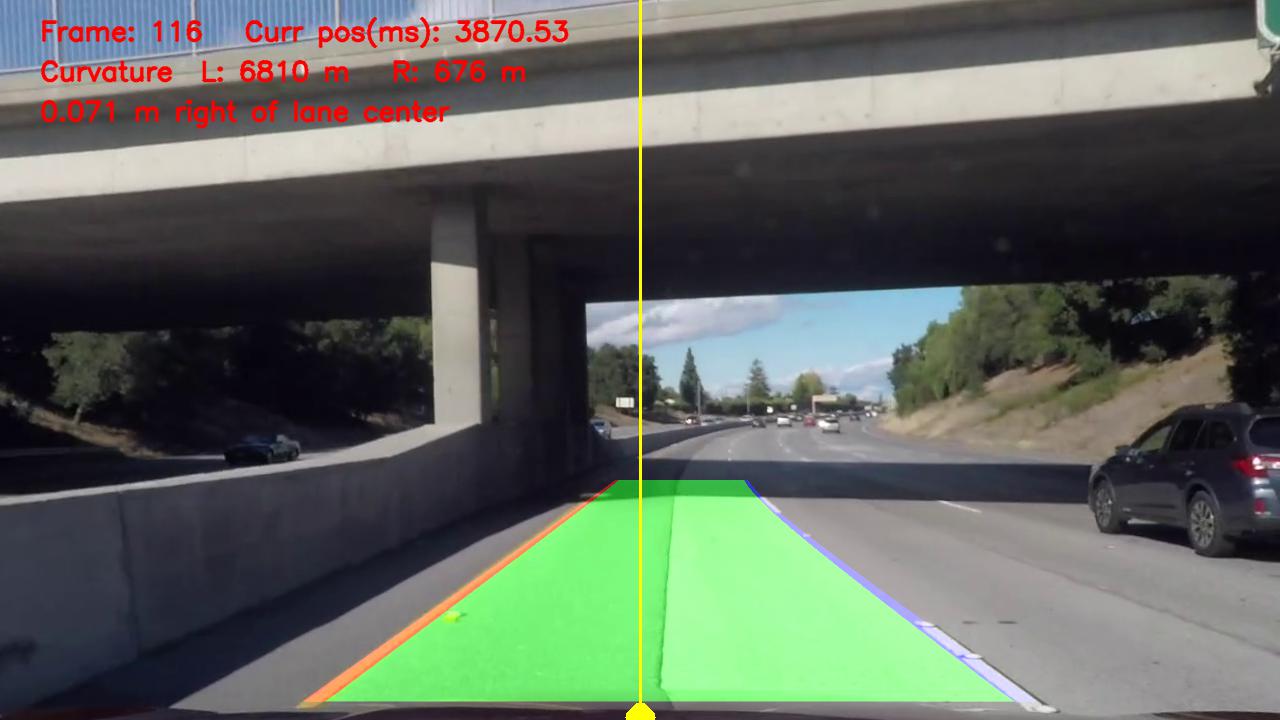 Frame: 116 Curr pos(ms): 3870.53
Curvature L: 6810 m R: 676 m
0.071 m right of lane center